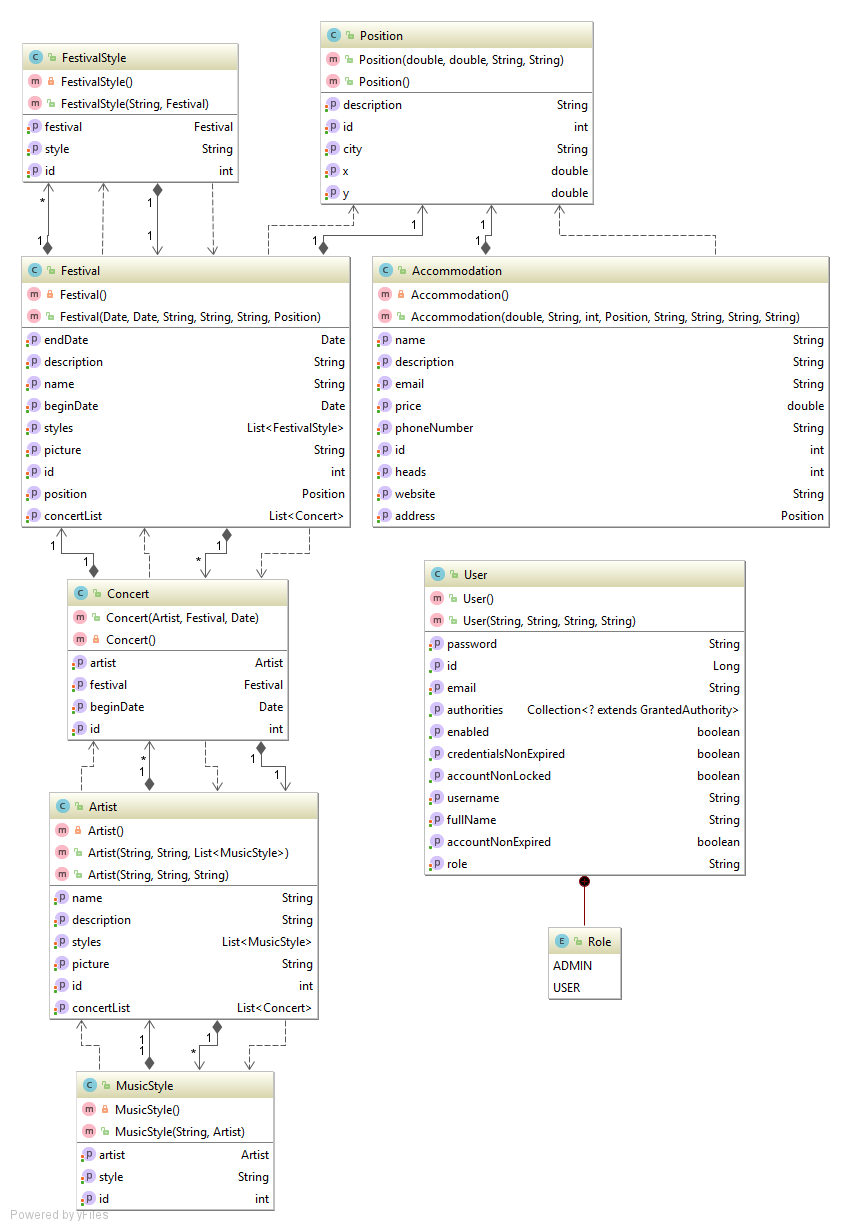 C FestivalStyle
m FestivalStyle()
m FestivalStyle(String, Festival)
p festival Festival
p style String
p id int
C Position
m Position(double, double, String, String)
m Position()
p description String
p id int
p city String
p x double
p y double
* 1
1 1
1 1
1 1
C Festival
m Festival()
m Festival(Date, Date, String, String, String, Position)
p endDate Date
p description String
p name String
p beginDate Date
p styles List<FestivalStyle>
p picture String
p id int
p position Position
p concertList List<Concert>
C Accommodation
m Accommodation()
m Accommodation(double, String, int, Position, String, String, String, String)
p name String
p description String
p email String
p price double
p phoneNumber String
p id int
p heads int
p website String
p address Position
1 1
1 *
C Concert
m Concert(Artist, Festival, Date)
m Concert()
p artist Artist
p festival Festival
p beginDate Date
p id int
* 1
1 1
C Artist
m Artist()
m Artist(String, String, List<MusicStyle>)
m Artist(String, String, String)
p name String
p description String
p styles List<MusicStyle>
p picture String
p id int
p concertList List<Concert>
1 1
1 *
C MusicStyle
m MusicStyle()
m MusicStyle(String, Artist)
p artist Artist
p style String
p id int
C User
m User()
m User(String, String, String, String)
p password String
p id Long
p email String
p authorities Collection<? extends GrantedAuthority>
p enabled boolean
p credentialsNonExpired boolean
p accountNonLocked boolean
p username String
p fullName String
p accountNonExpired boolean
p role String
E Role
ADMIN
USER
Powered by yFiles